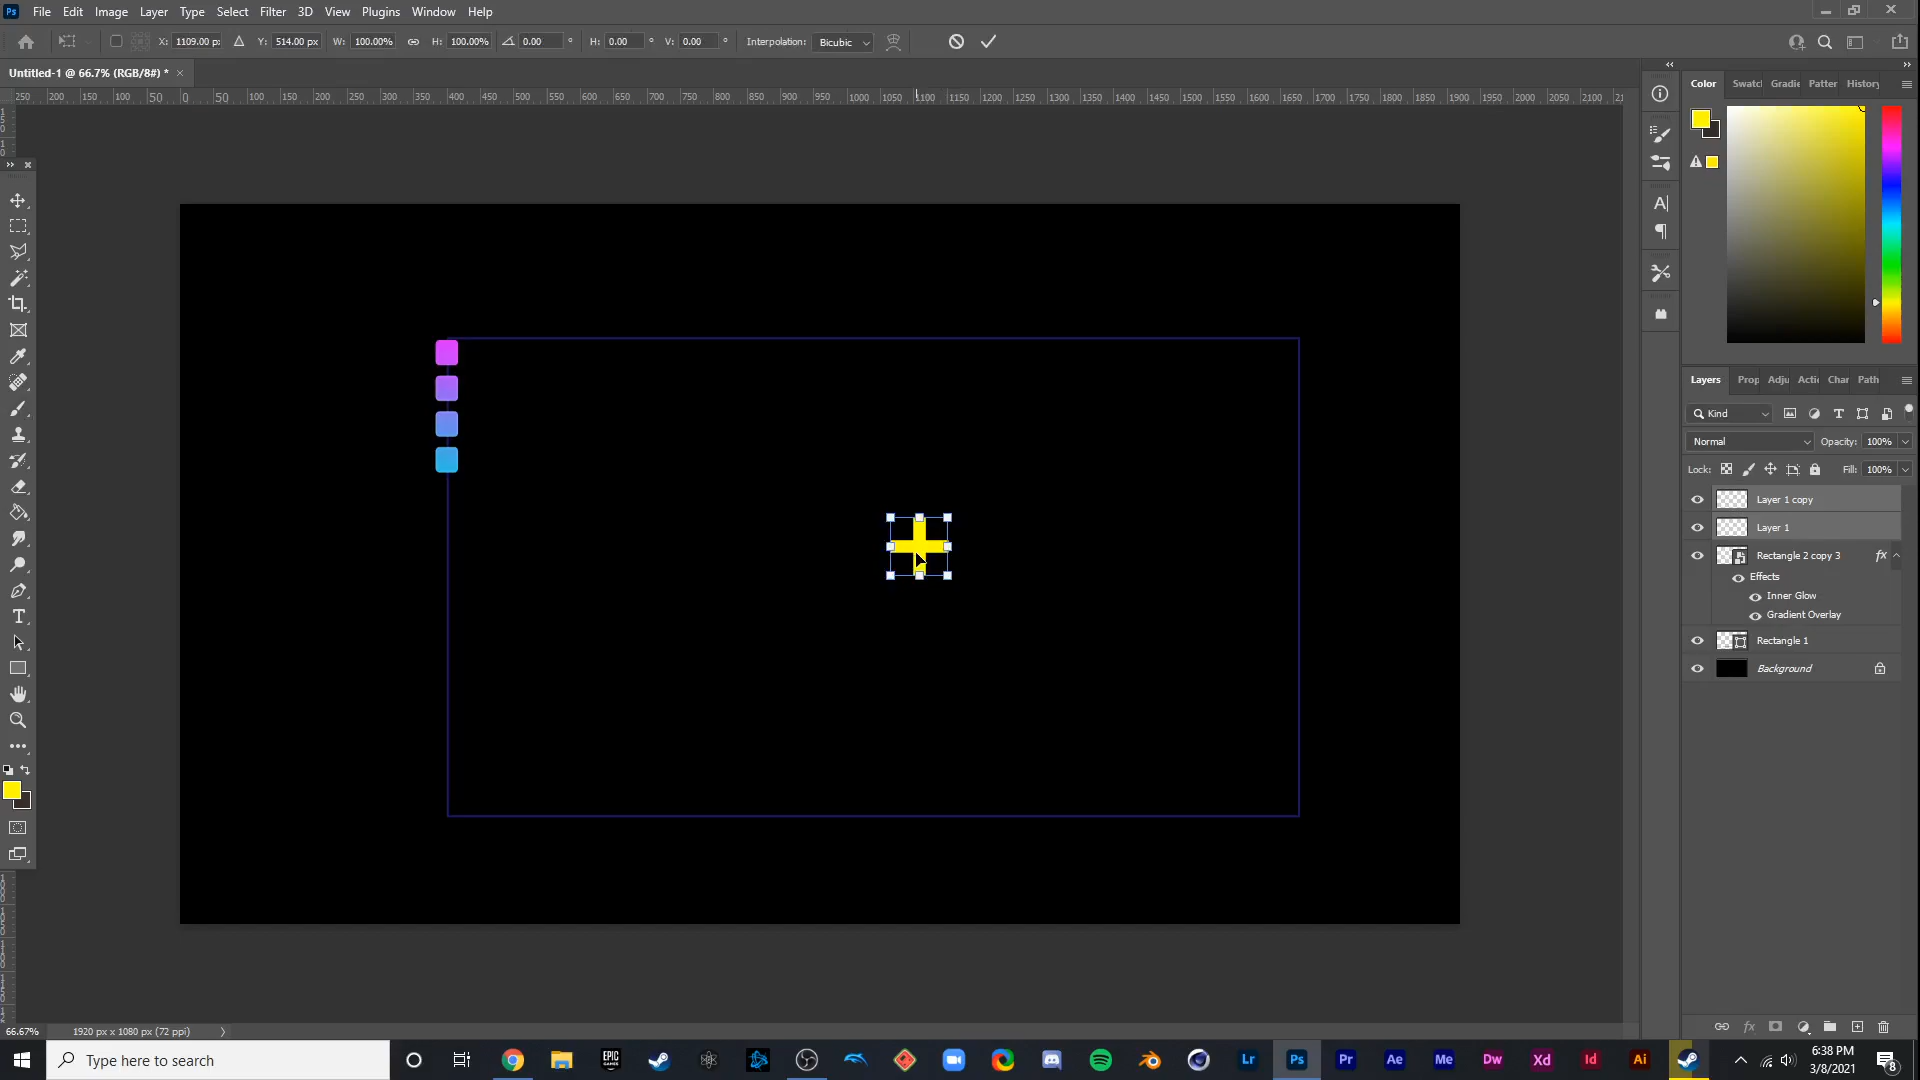 Ps File Edit Image Layer Type Select Filter 3D View Plugins Window Help
X: 1109.00 px Y: 514.00 px W: 100.00% H: 100.00% 0.00 ° H: 0.00 ° V: 0.00 ° Interpolation: Bicubic
Untitled-1 @ 66.7% (RGB/8#) * ×
250 200 150 100 50 0 50 100 150 200 250 300 350 400 450 500 550 600 650 700 750 800 850 900 950 1000 1050 1100 1150 1200 1250 1300 1350 1400 1450 1500 1550 1600 1650 1700 1750 1800 1850 1900 1950 2000 2050 2100
Color Swatc Gradie Patter History
Layers Prop Adju Acti Char Path
Kind
Normal Opacity: 100%
Lock: Fill: 100%
Layer 1 copy
Layer 1
Rectangle 2 copy 3 fx
Effects
Inner Glow
Gradient Overlay
Rectangle 1
Background
66.67% 1920 px x 1080 px (72 ppi)
Type here to search
EPIC GAMES
Lr Ps Pr Ae Me Dw Xd Id Ai
6:38 PM
3/8/2021
8